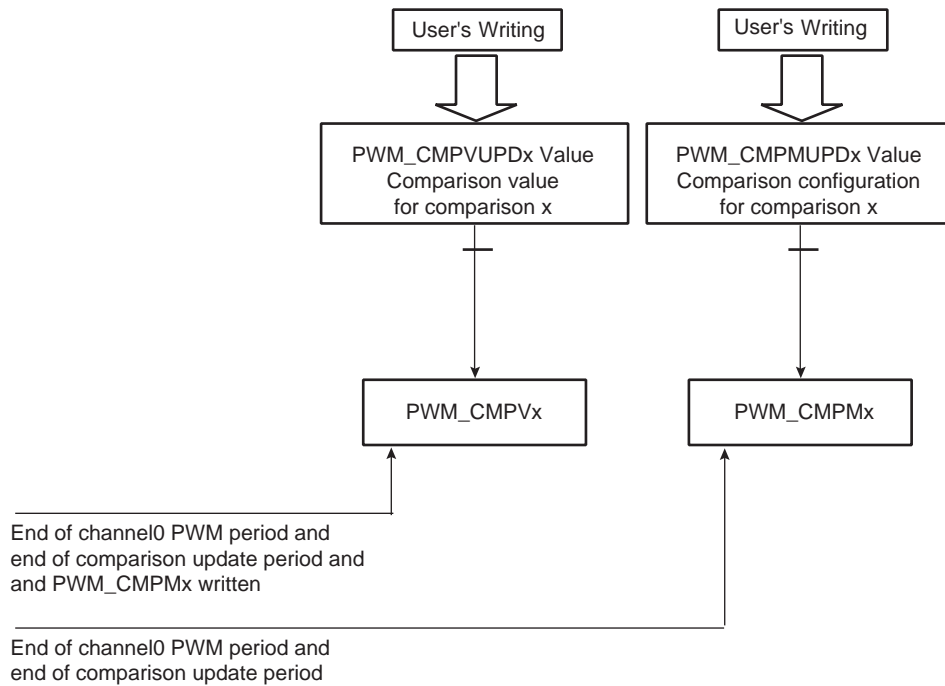 User's Writing
User's Writing
PWM_CMPVUPDx Value
Comparison value
for comparison x
PWM_CMPMUPDx Value
Comparison configuration
for comparison x
PWM_CMPVx
PWM_CMPMx
End of channel0 PWM period and
end of comparison update period and
and PWM_CMPMx written
End of channel0 PWM period and
end of comparison update period